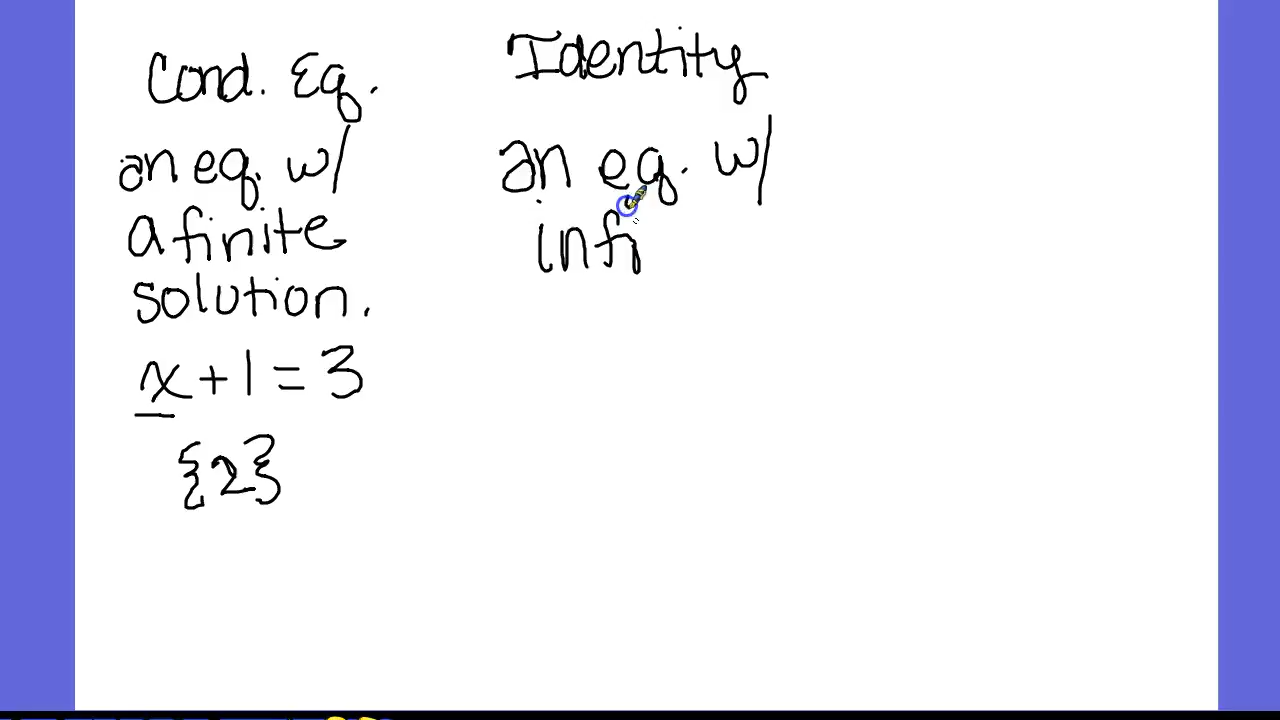 Cond. Eq.
an eq. w/
a finite
solution.
x + 1 = 3
{2}
Identity
an eq. w/
infi